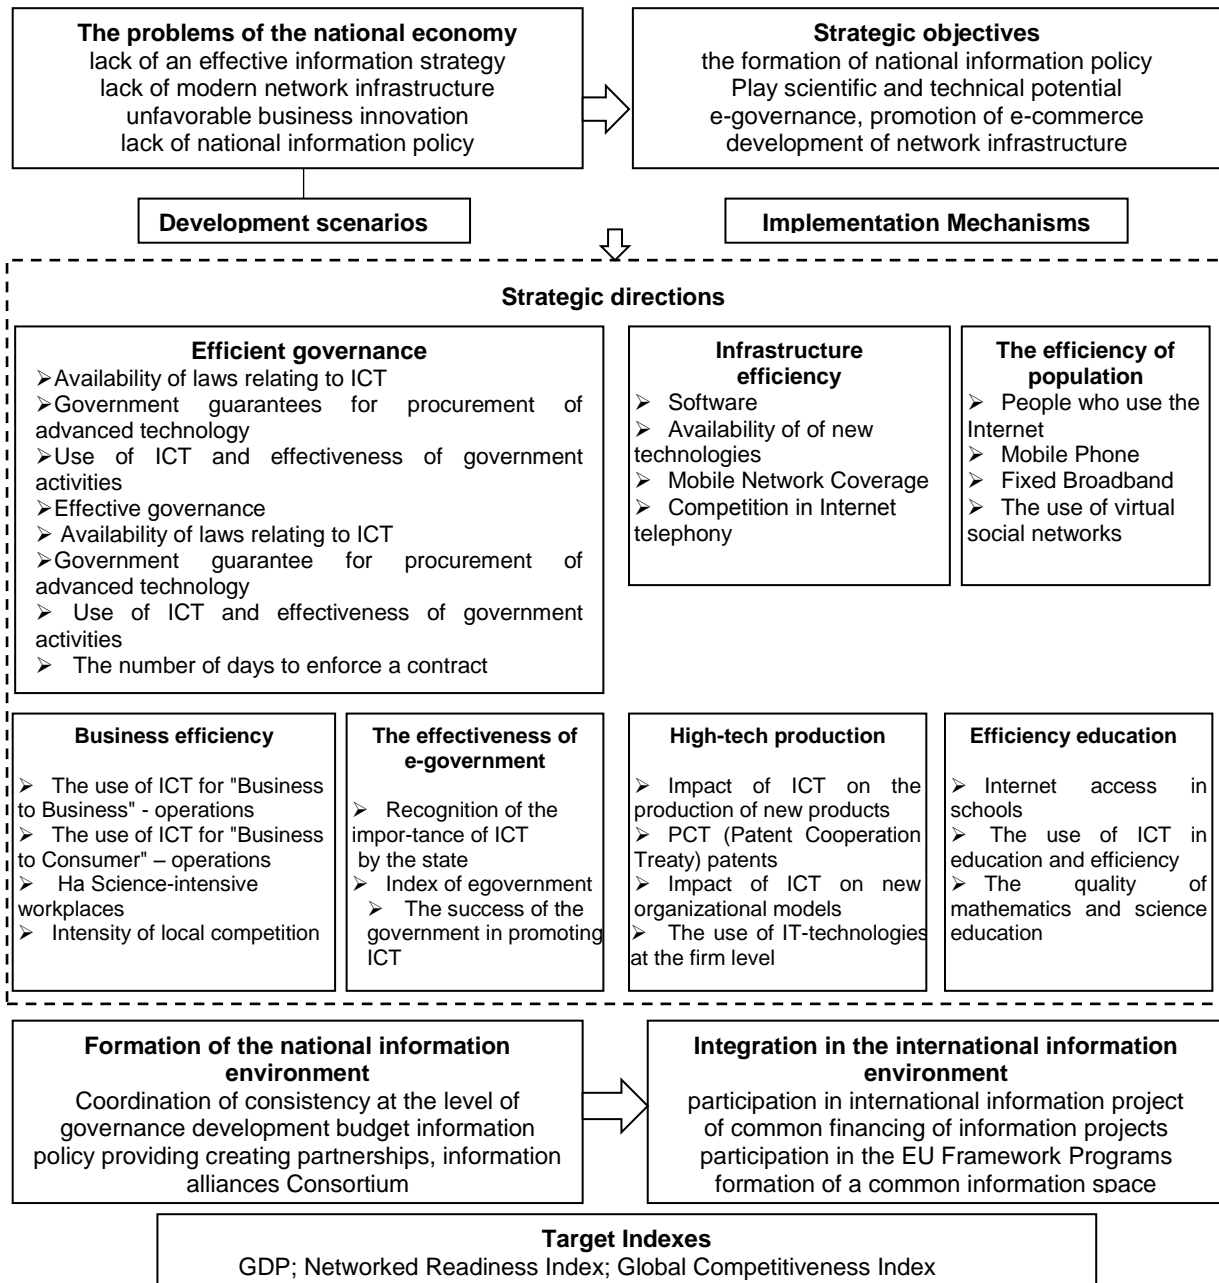 The problems of the national economy
lack of an effective information strategy
lack of modern network infrastructure
unfavorable business innovation
lack of national information policy
Strategic objectives
the formation of national information policy
Play scientific and technical potential
e-governance, promotion of e-commerce
development of network infrastructure
Development scenarios
Implementation Mechanisms
Strategic directions
Efficient governance
➢Availability of laws relating to ICT
➢Government guarantees for procurement of
advanced technology
➢Use of ICT and effectiveness of government
activities
➢Effective governance
➢ Availability of laws relating to ICT
➢Government guarantee for procurement of
advanced technology
➢ Use of ICT and effectiveness of government
activities
➢ The number of days to enforce a contract
Infrastructure
efficiency
➢ Software
➢ Availability of of new
technologies
➢ Mobile Network Coverage
➢ Competition in Internet
telephony
The efficiency of
population
➢ People who use the
Internet
➢ Mobile Phone
➢ Fixed Broadband
➢ The use of virtual
social networks
Business efficiency
➢ The use of ICT for "Business
to Business" - operations
➢ The use of ICT for "Business
to Consumer" – operations
➢ Ha Science-intensive
workplaces
➢ Intensity of local competition
The effectiveness of
e-government
➢ Recognition of the
impor-tance of ICT
by the state
➢ Index of egovernment
➢ The success of the
government in promoting
ICT
High-tech production
➢ Impact of ICT on the
production of new products
➢ PCT (Patent Cooperation
Treaty) patents
➢ Impact of ICT on new
organizational models
➢ The use of IT-technologies
at the firm level
Efficiency education
➢ Internet access in
schools
➢ The use of ICT in
education and efficiency
➢ The quality of
mathematics and science
education
Formation of the national information
environment
Coordination of consistency at the level of
governance development budget information
policy providing creating partnerships, information
alliances Consortium
Integration in the international information
environment
participation in international information project
of common financing of information projects
participation in the EU Framework Programs
formation of a common information space
Target Indexes
GDP; Networked Readiness Index; Global Competitiveness Index